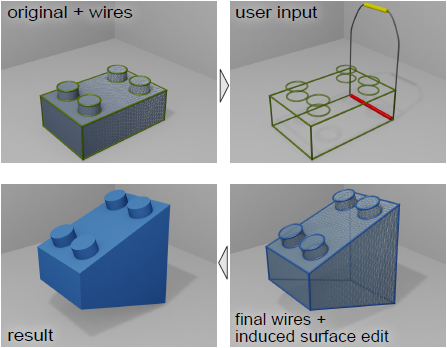 original + wires
user input
result
final wires +
induced surface edit